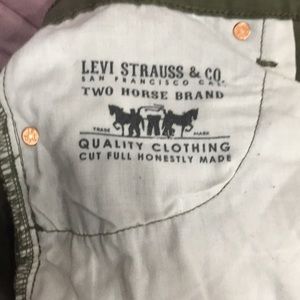 LEVI STRAUSS & CO.
SAN FRANCISCO CAL.
TWO HORSE BRAND
TRADE MARK
QUALITY CLOTHING
CUT FULL HONESTLY MADE